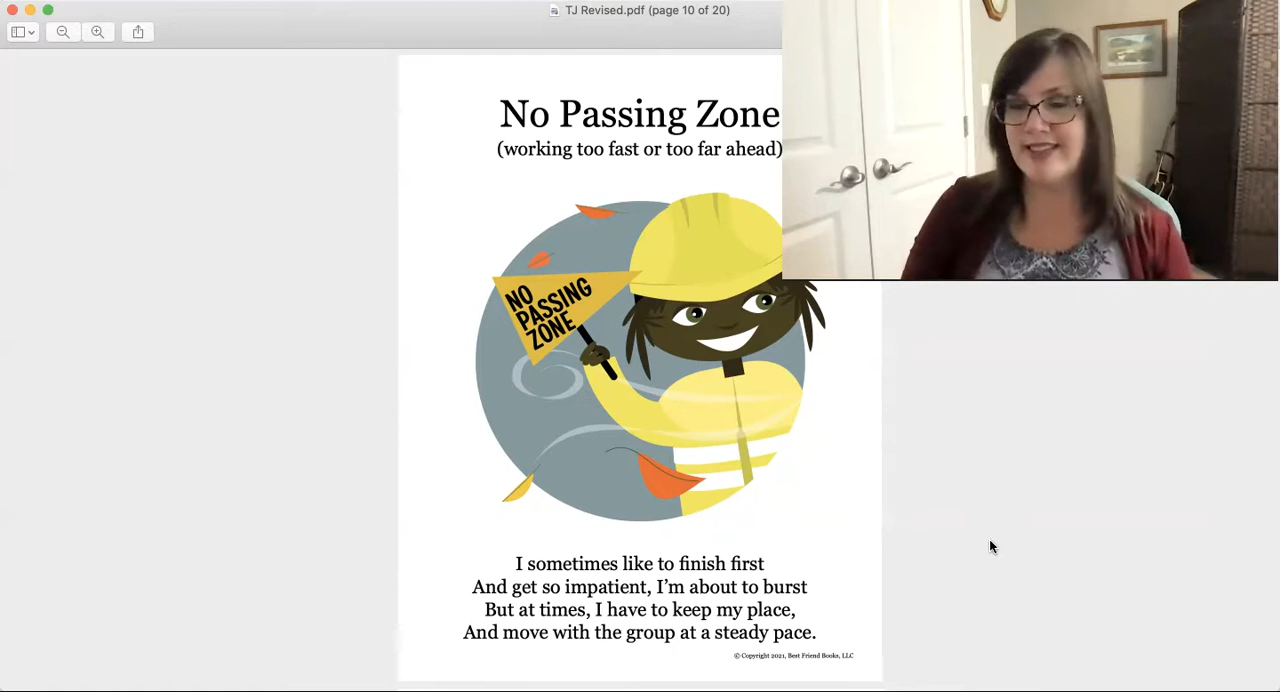 TJ Revised.pdf (page 10 of 20)
No Passing Zone
(working too fast or too far ahead)
NO
PASSING
ZONE
I sometimes like to finish first
And get so impatient, I’m about to burst
But at times, I have to keep my place,
And move with the group at a steady pace.
© Copyright 2021, Best Friend Books, LLC